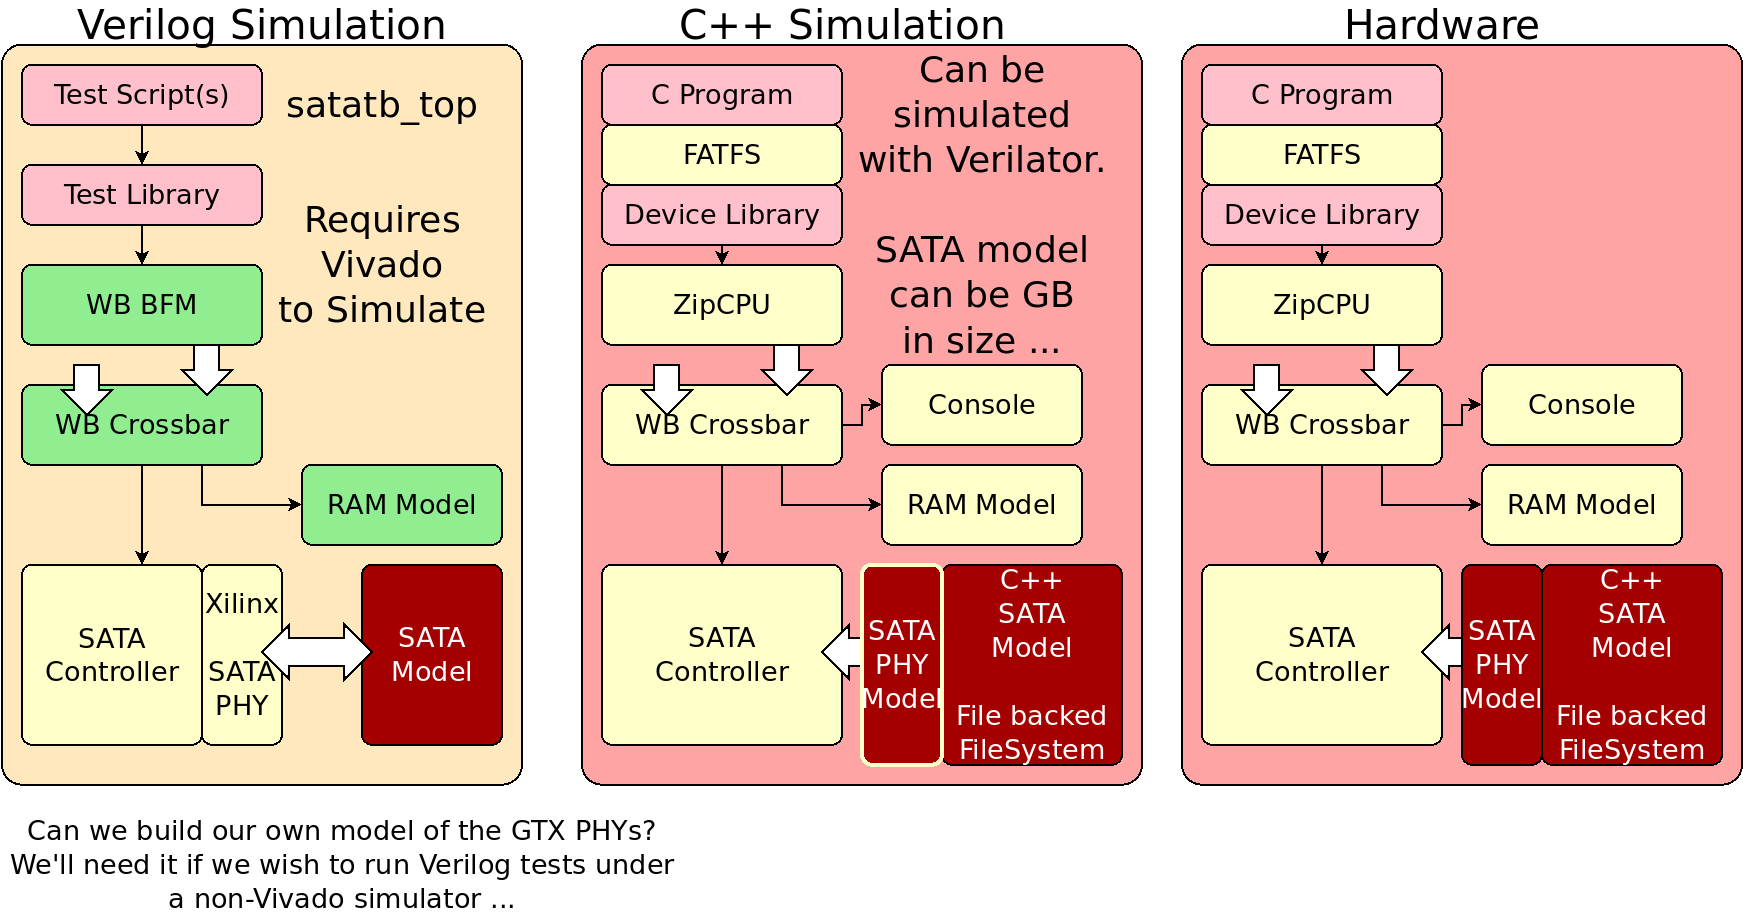 Verilog Simulation
Test Script(s)
satatb_top
Test Library
Requires
Vivado
to Simulate
WB BFM
WB Crossbar
RAM Model
SATA
Controller
Xilinx
SATA
PHY
SATA
Model
C++ Simulation
C Program
Can be
simulated
with Verilator.
FATFS
Device Library
SATA model
can be GB
in size ...
ZipCPU
WB Crossbar
Console
RAM Model
SATA
Controller
SATA
PHY
Model
C++
SATA
Model
File backed
FileSystem
Hardware
C Program
FATFS
Device Library
ZipCPU
WB Crossbar
Console
RAM Model
SATA
Controller
SATA
PHY
Model
C++
SATA
Model
File backed
FileSystem
Can we build our own model of the GTX PHYs?
We'll need it if we wish to run Verilog tests under
a non-Vivado simulator ...